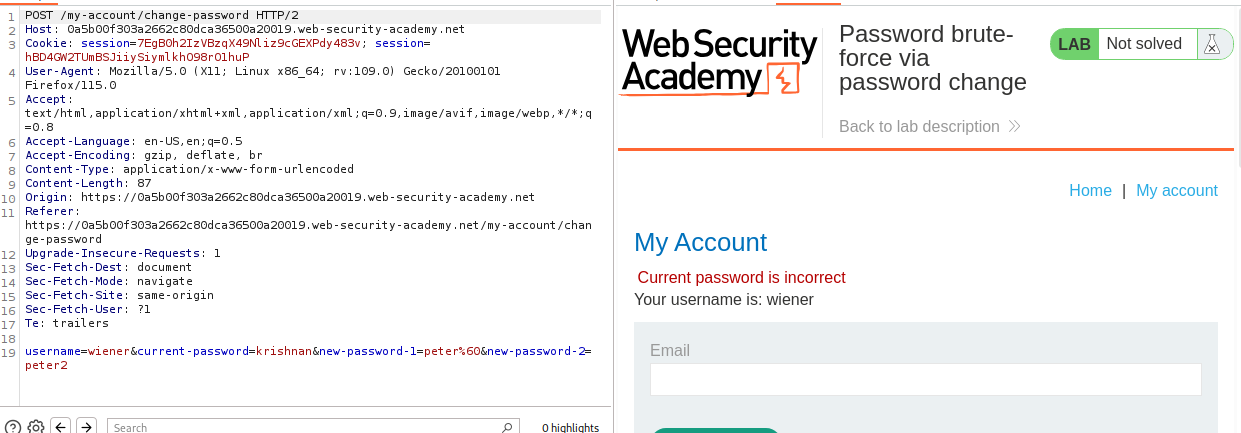 1 POST /my-account/change-password HTTP/2
2 Host: 0a5b00f303a2662c80dca36500a20019.web-security-academy.net
3 Cookie: session=7EgB0h2IzVBzqX49Nliz9cGEXPdy483v; session=
hBD4GW2TUmBSJiiySiymlkhO98rO1huP
4 User-Agent: Mozilla/5.0 (X11; Linux x86_64; rv:109.0) Gecko/20100101
Firefox/115.0
5 Accept:
text/html,application/xhtml+xml,application/xml;q=0.9,image/avif,image/webp,*/*;q
=0.8
6 Accept-Language: en-US,en;q=0.5
7 Accept-Encoding: gzip, deflate, br
8 Content-Type: application/x-www-form-urlencoded
9 Content-Length: 87
10 Origin: https://0a5b00f303a2662c80dca36500a20019.web-security-academy.net
11 Referer:
https://0a5b00f303a2662c80dca36500a20019.web-security-academy.net/my-account/chan
ge-password
12 Upgrade-Insecure-Requests: 1
13 Sec-Fetch-Dest: document
14 Sec-Fetch-Mode: navigate
15 Sec-Fetch-Site: same-origin
16 Sec-Fetch-User: ?1
17 Te: trailers
18
19 username=wiener&current-password=krishnan&new-password-1=peter%60&new-password-2=
peter2
Search
0 highlights
Web Security
Academy
Password brute-
force via
password change
LAB Not solved
Back to lab description
Home | My account
My Account
Current password is incorrect
Your username is: wiener
Email